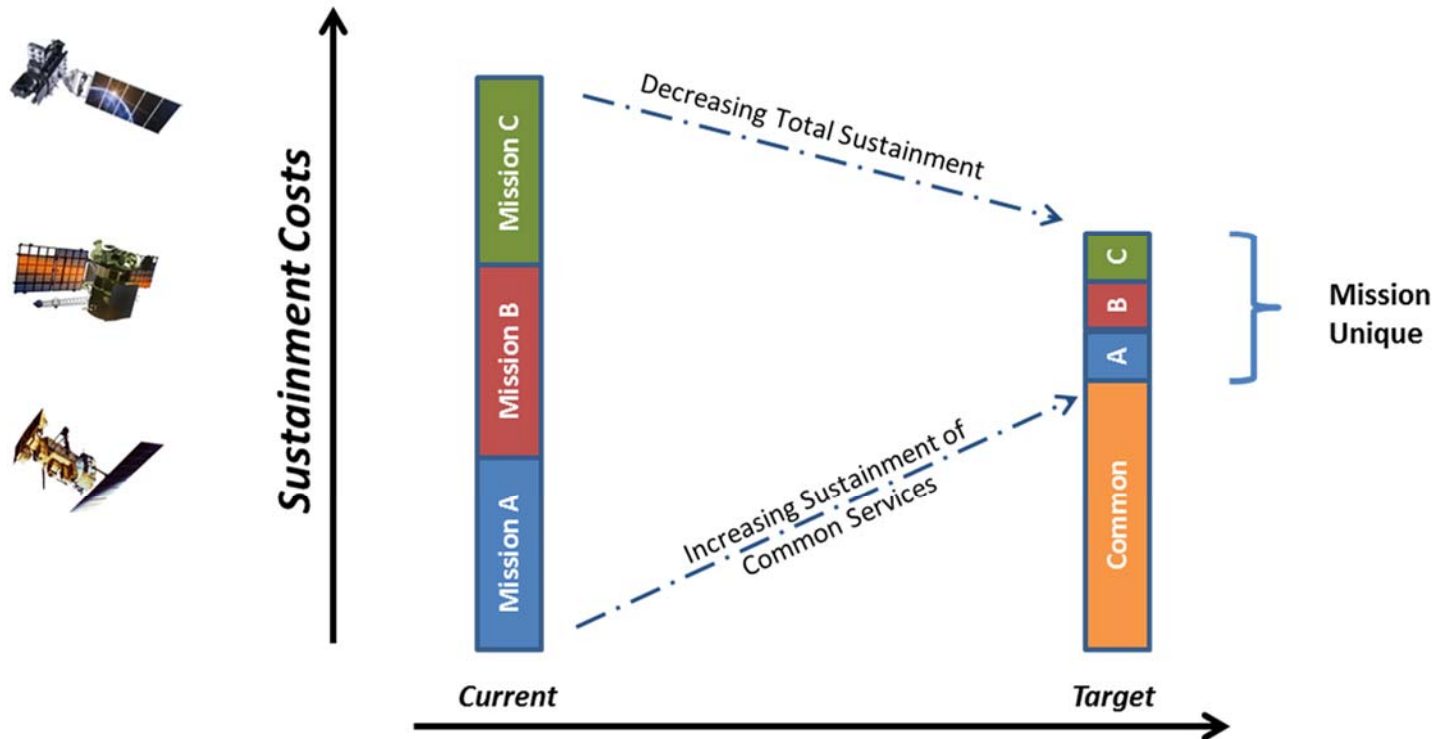 Sustainment Costs
Mission C
Mission B
Mission A
Decreasing Total Sustainment
Increasing Sustainment of
Common Services
C
B
A
Common
Mission
Unique
Current
Target